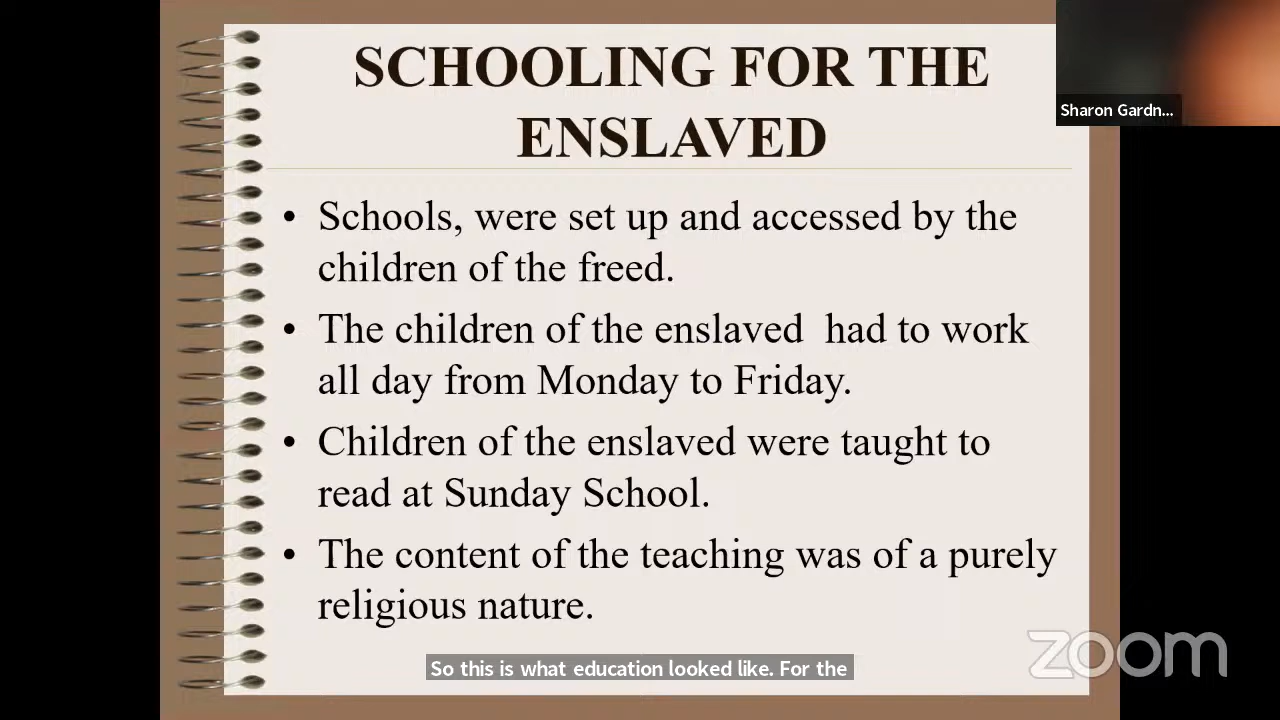 SCHOOLING FOR THE
ENSLAVED
Sharon Gardn...
• Schools, were set up and accessed by the
children of the freed.
• The children of the enslaved  had to work
all day from Monday to Friday.
• Children of the enslaved were taught to
read at Sunday School.
• The content of the teaching was of a purely
religious nature.
zoom
So this is what education looked like. For the